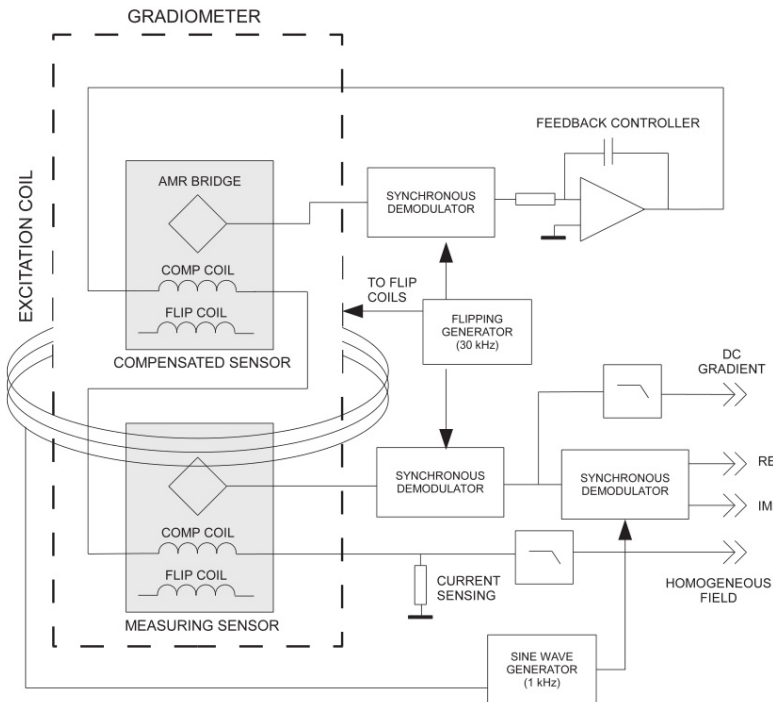 GRADIOMETER
EXCITATION COIL
FEEDBACK CONTROLLER
AMR BRIDGE
SYNCHRONOUS
DEMODULATOR
COMP COIL
FLIP COIL
COMPENSATED SENSOR
TO FLIP
COILS
FLIPPING
GENERATOR
(30 kHz)
DC
GRADIENT
SYNCHRONOUS
DEMODULATOR
SYNCHRONOUS
DEMODULATOR
RE
IM
COMP COIL
FLIP COIL
MEASURING SENSOR
CURRENT
SENSING
HOMOGENEOUS
FIELD
SINE WAVE
GENERATOR
(1 kHz)